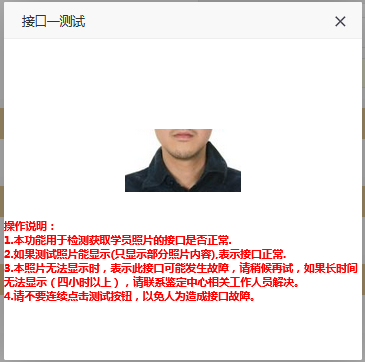 接口一测试
操作说明：
1.本功能用于检测获取学员照片的接口是否正常.
2.如果测试照片能显示(只显示部分照片内容),表示接口正常.
3.本照片无法显示时，表示此接口可能发生故障，请稍候再试，如果长时间
无法显示（四小时以上），请联系鉴定中心相关工作人员解决。
4.请不要连续点击测试按钮，以免人为造成接口故障。